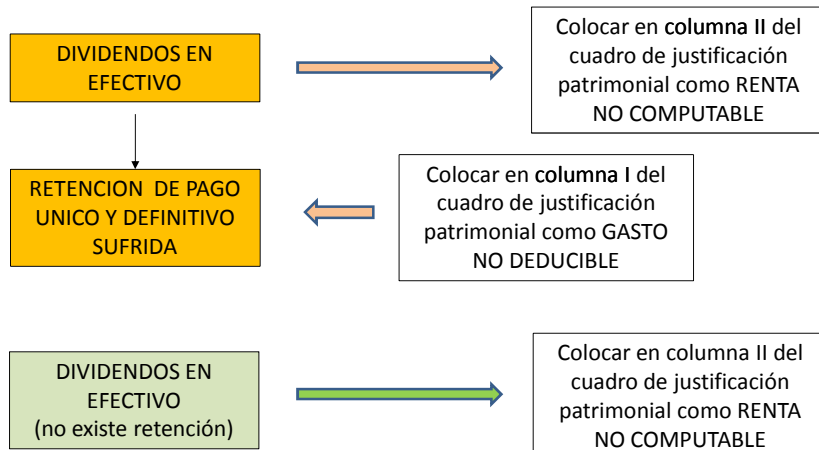 DIVIDENDOS EN
EFECTIVO
Colocar en columna II del
cuadro de justificación
patrimonial como RENTA
NO COMPUTABLE
RETENCION DE PAGO
UNICO Y DEFINITIVO
SUFRIDA
Colocar en columna I del
cuadro de justificación
patrimonial como GASTO
NO DEDUCIBLE
DIVIDENDOS EN
EFECTIVO
(no existe retención)
Colocar en columna II del
cuadro de justificación
patrimonial como RENTA
NO COMPUTABLE